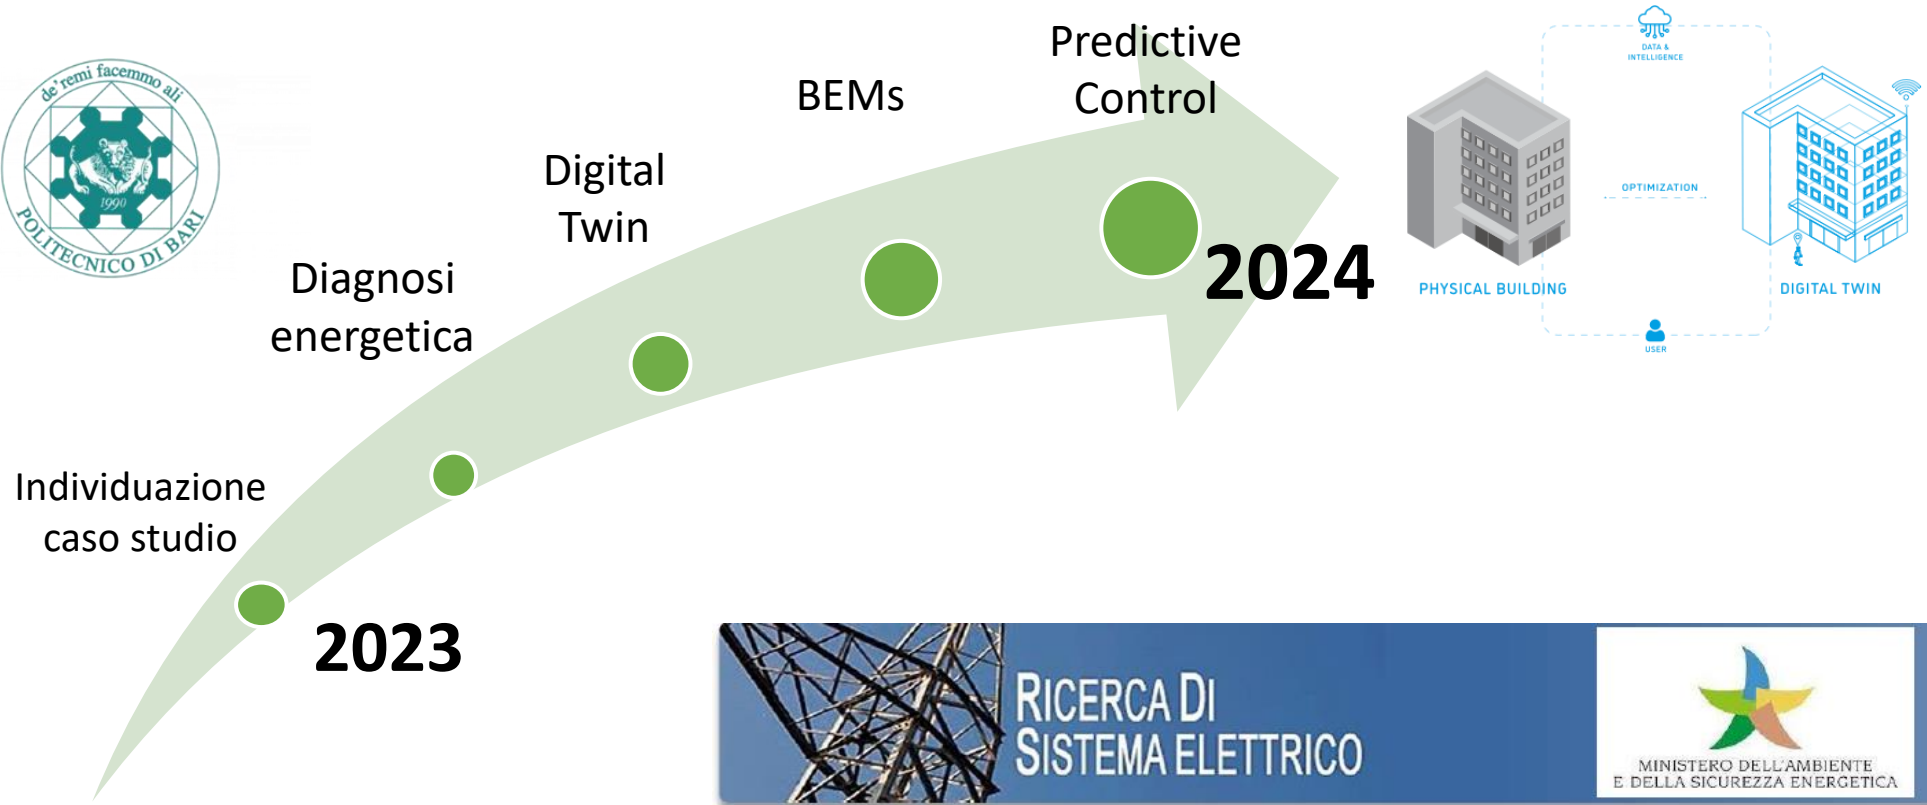 de'remi facemmo ali
1990
POLITECNICO DI BARI
Individuazione
caso studio
2023
Diagnosi
energetica
Digital
Twin
BEMs
Predictive
Control
2024
DATA &
INTELLIGENCE
OPTIMIZATION
PHYSICAL BUILDING
DIGITAL TWIN
USER
RICERCA DI
SISTEMA ELETTRICO
MINISTERO DELL'AMBIENTE
E DELLA SICUREZZA ENERGETICA